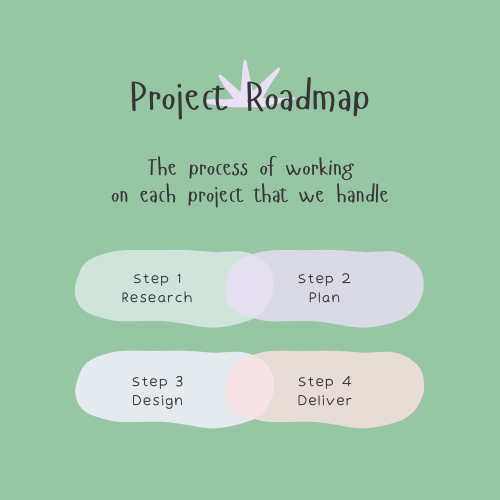 Project Roadmap
The process of working
on each project that we handle
Step 1
Research
Step 2
Plan
Step 3
Design
Step 4
Deliver